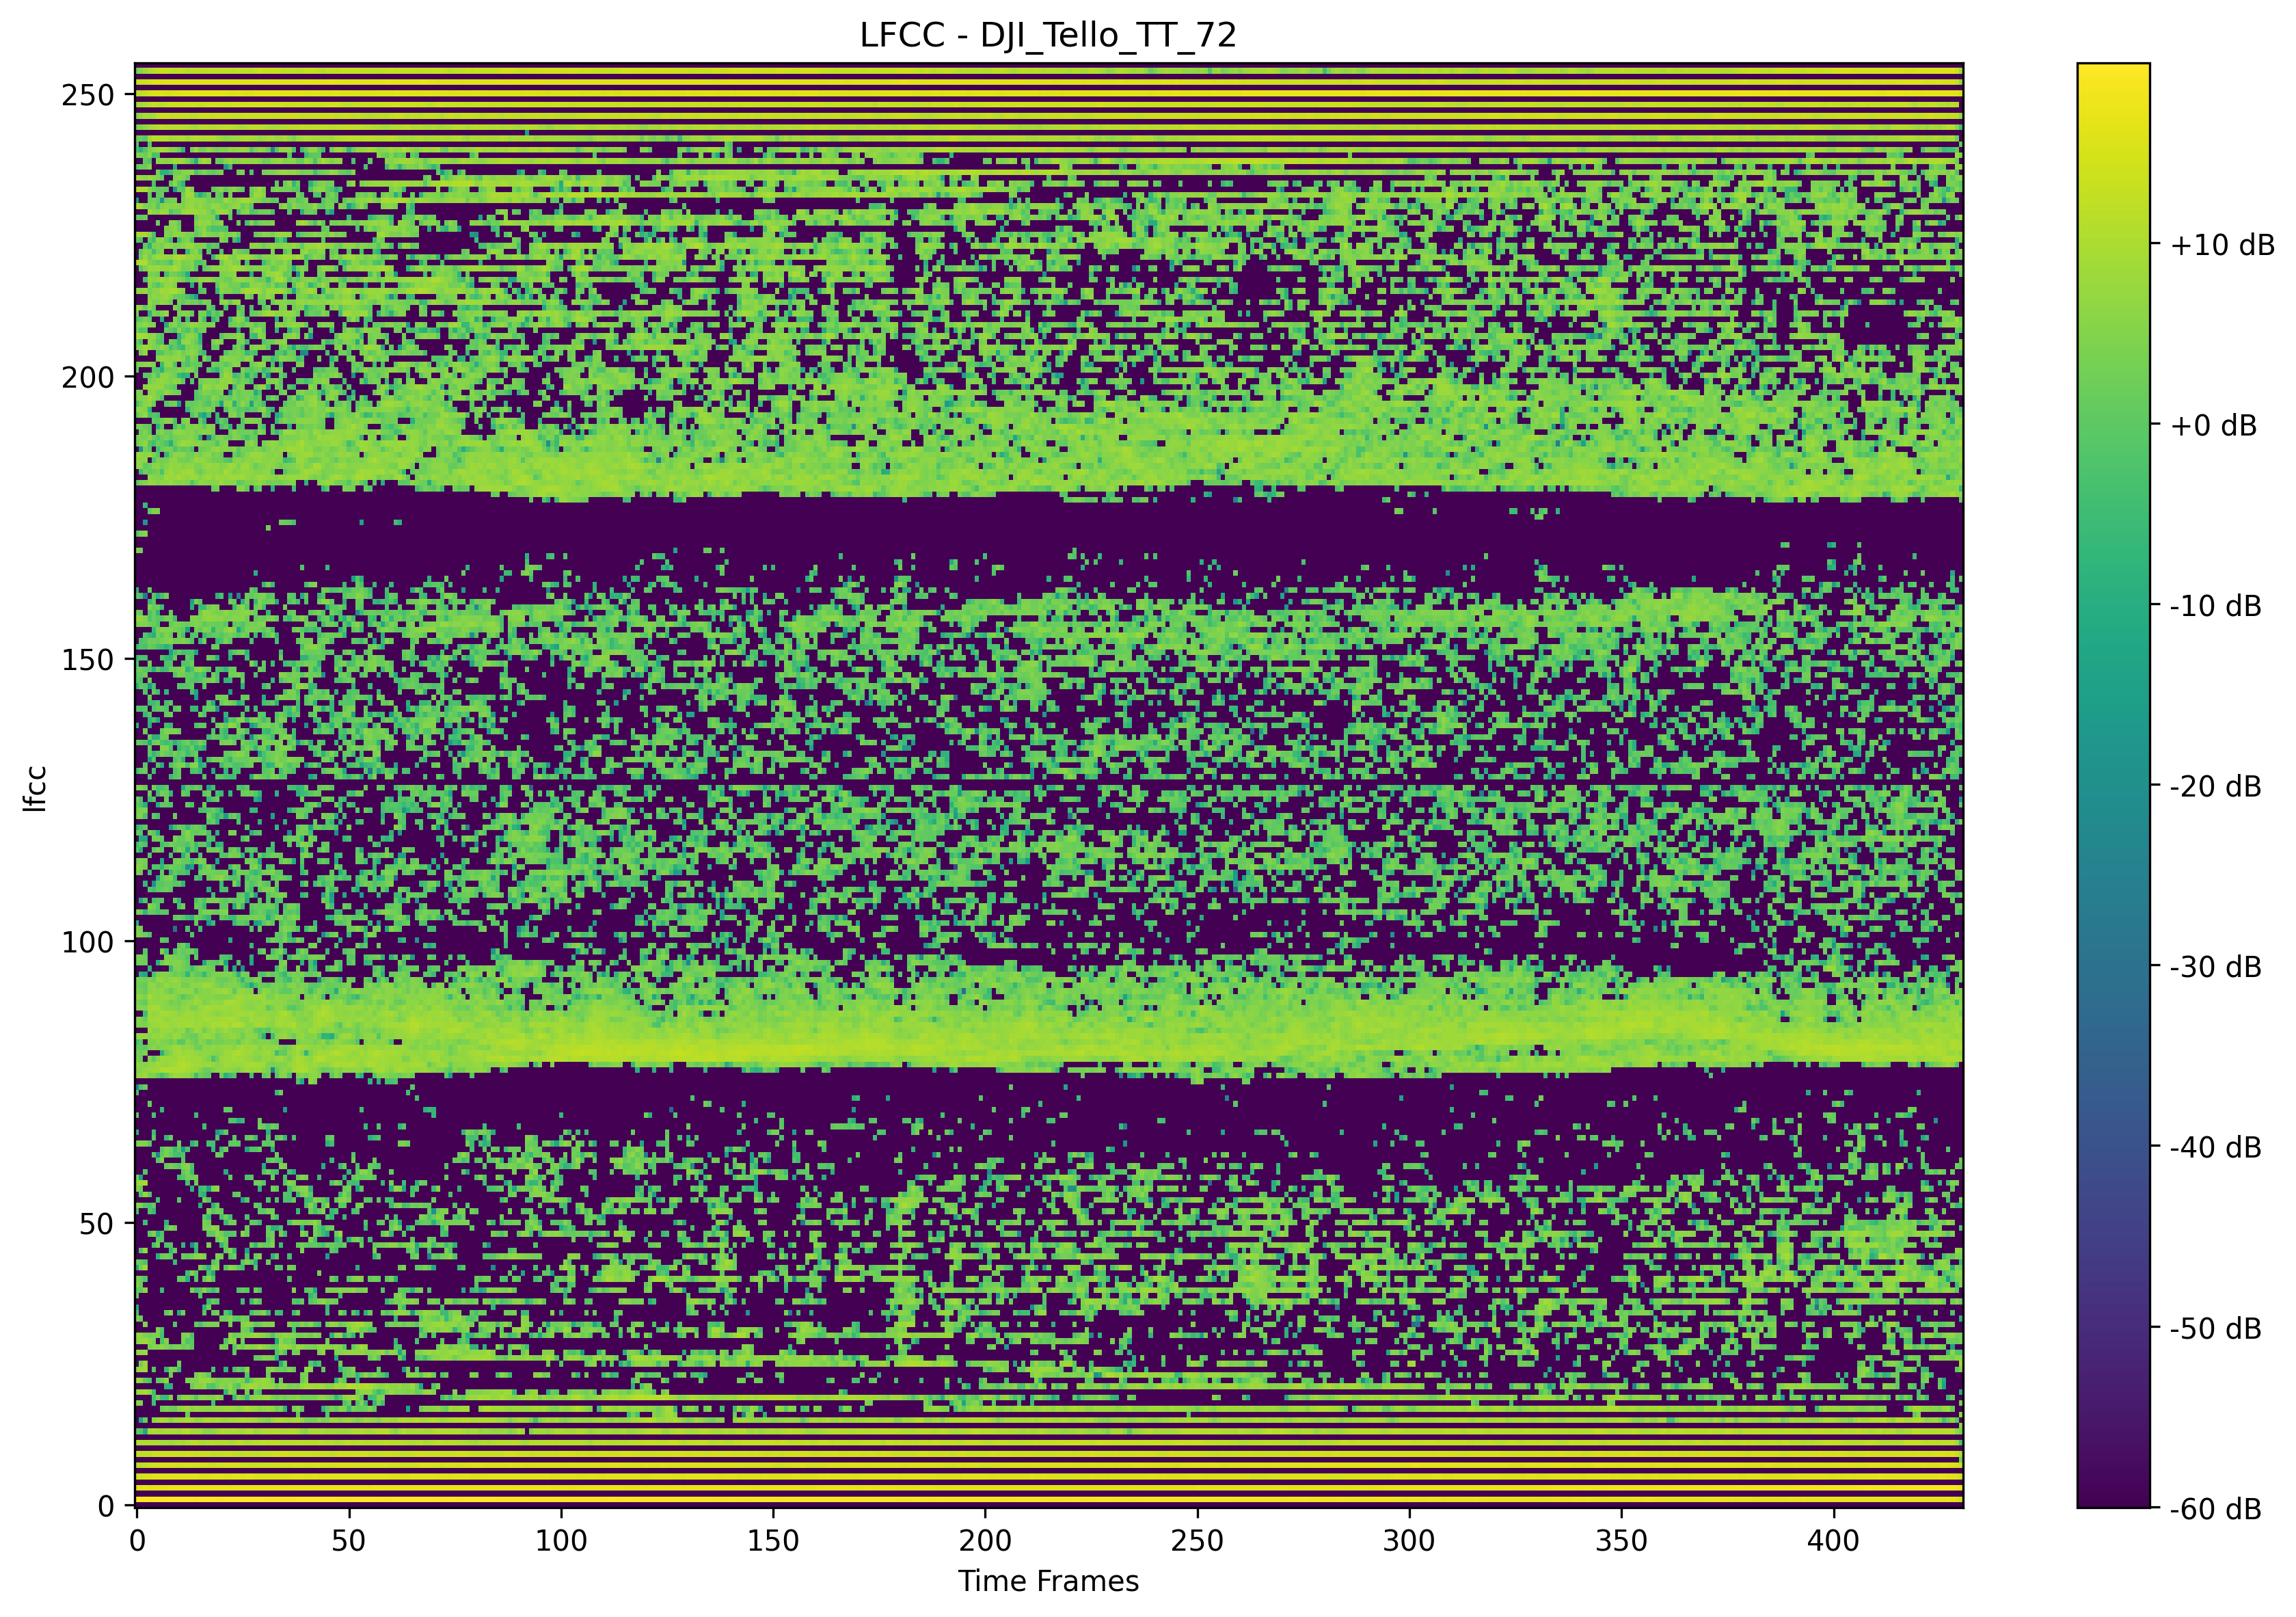 LFCC - DJI_Tello_TT_72
250
200
150
100
50
0
lfcc
0 50 100 150 200 250 300 350 400
Time Frames
+10 dB
+0 dB
-10 dB
-20 dB
-30 dB
-40 dB
-50 dB
-60 dB